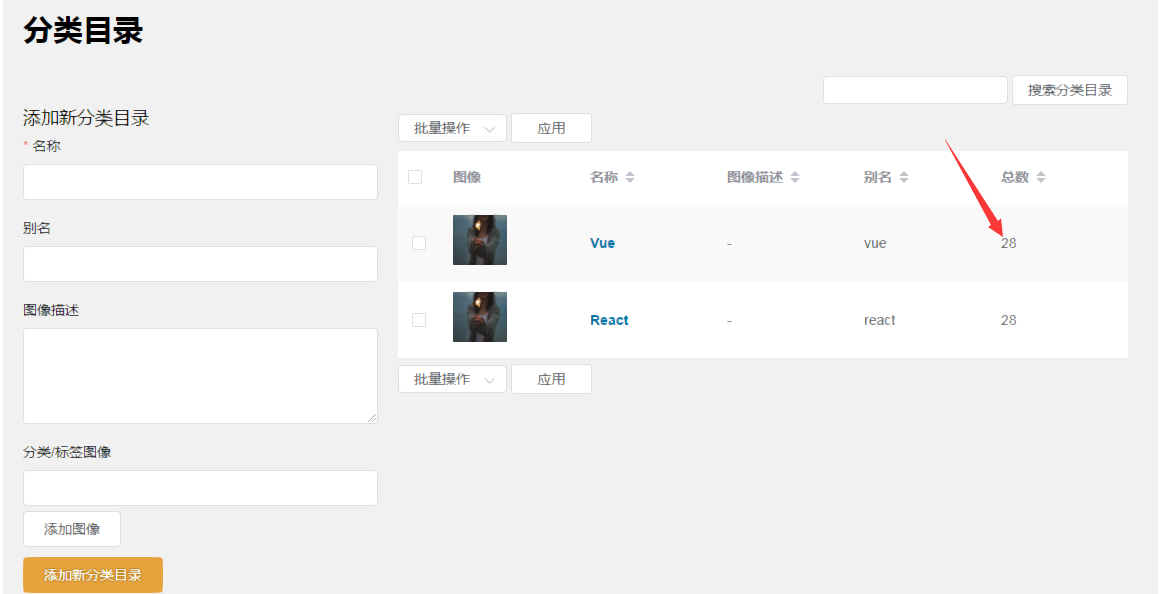 分类目录
搜索分类目录
添加新分类目录
* 名称
别名
图像描述
分类/标签图像
添加图像
添加新分类目录
批量操作 应用
图像 名称 图像描述 别名 总数
Vue - vue 28
React - react 28
批量操作 应用